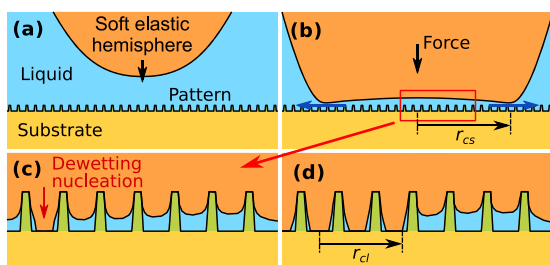 (a)
Soft elastic
hemisphere
Liquid
Pattern
Substrate
(b)
Force
r_cs
(c)
Dewetting
nucleation
(d)
r_cl